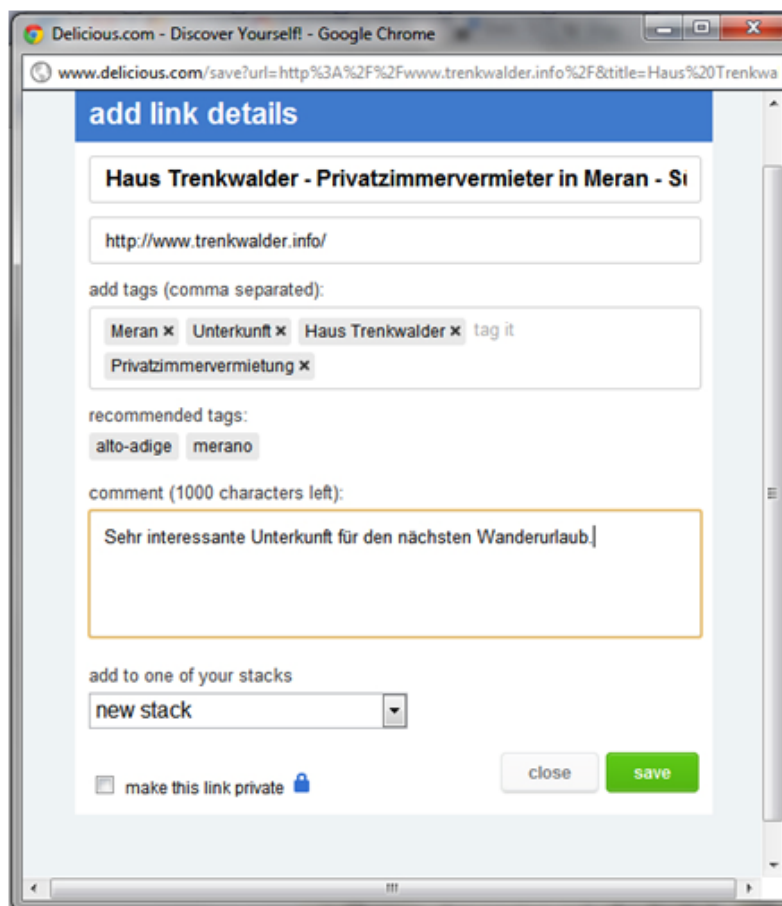 Delicious.com - Discover Yourself! - Google Chrome
www.delicious.com/save?url=http%3A%2F%2Fwww.trenkwalder.info%2F&title=Haus%20Trenkwa
add link details
Haus Trenkwalder - Privatzimmervermieter in Meran - Sü
http://www.trenkwalder.info/
add tags (comma separated):
Meran × Unterkunft × Haus Trenkwalder × tag it
Privatzimmervermietung ×
recommended tags:
alto-adige merano
comment (1000 characters left):
Sehr interessante Unterkunft für den nächsten Wanderurlaub.
add to one of your stacks
new stack
make this link private
close save